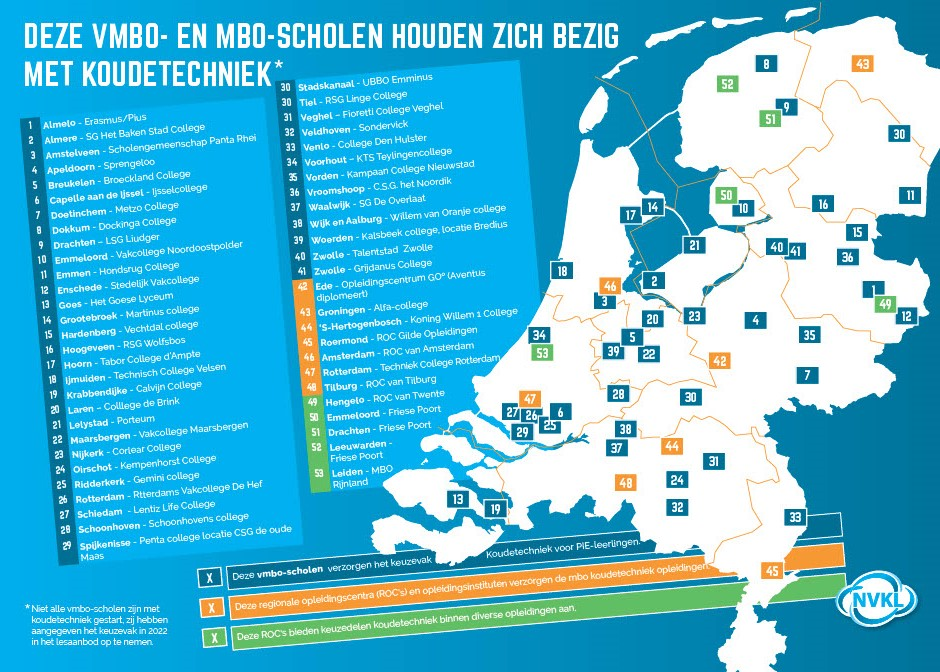 DEZE VMBO- EN MBO-SCHOLEN HOUDEN ZICH BEZIG
MET KOUDETECHNIEK*
1 Almelo - Erasmus/Pius
2 Almere - SG Het Baken Stad College
3 Amstelveen - Scholengemeenschap Panta Rhei
4 Apeldoorn - Sprengeloo
5 Breukelen - Broeckland College
6 Capelle aan de Ijssel - Ijsselcollege
7 Doetinchem - Metzo College
8 Dokkum - Dockinga College
9 Drachten - LSG Liudger
10 Emmeloord - Vakcollege Noordoostpolder
11 Emmen - Hondsrug College
12 Enschede - Stedelijk Vakcollege
13 Goes - Het Goese Lyceum
14 Grootebroek - Martinus college
15 Hardenberg - Vechtdal college
16 Hoogeveen - RSG Wolfsbos
17 Hoorn - Tabor College d'Ampte
18 Ijmuiden - Technisch College Velsen
19 Krabbendijke - Calvijn College
20 Laren - College de Brink
21 Lelystad - Porteum
22 Maarsbergen - Vakcollege Maarsbergen
23 Nijkerk - Corlear College
24 Oirschot - Kempenhorst College
25 Ridderkerk - Gemini college
26 Rotterdam - Rtterdams Vakcollege De Hef
27 Schiedam - Lentiz Life College
28 Schoonhoven - Schoonhovens college
29 Spijkenisse - Penta college locatie CSG de oude
Maas
30 Stadskanaal - UBBO Emminus
30 Tiel - RSG Linge College
31 Veghel - Fioretti College Veghel
32 Veldhoven - Sondervick
33 Venlo - College Den Hulster
34 Voorhout - KTS Teylingencollege
35 Vorden - Kampaan College Nieuwstad
36 Vroomshoop - C.S.G. het Noordik
37 Waalwijk - SG De Overlaat
38 Wijk en Aalburg - Willem van Oranje college
39 Woerden - Kalsbeek college, locatie Bredius
40 Zwolle - Talentstad Zwolle
41 Zwolle - Grijdanus College
42 Ede - Opleidingscentrum GO° (Aventus
diplomeert)
43 Groningen - Alfa-college
44 'S-Hertogenbosch - Koning Willem 1 College
45 Roermond - ROC Gilde Opleidingen
46 Amsterdam - ROC van Amsterdam
47 Rotterdam - Techniek College Rotterdam
48 Tilburg - ROC van Tilburg
49 Hengelo - ROC van Twente
50 Emmeloord - Friese Poort
51 Drachten - Friese Poort
52 Leeuwarden -
Friese Poort
53 Leiden - MBO
Rijnland
8
43
52
9
51
30
50
10
11
16
17
14
15
21
40
41
36
18
2
46
3
1
49
12
20
23
4
34
5
35
53
39
22
42
7
28
30
47
27
26
6
25
29
38
37
44
31
48
24
32
13
19
33
45
X Deze vmbo-scholen verzorgen het keuzevak Koudetechniek voor PIE-leerlingen.
X Deze regionale opleidingscentra (ROC's) en opleidingsinstituten verzorgen de mbo koudetechniek opleidingen.
X Deze ROC's bieden keuzedelen koudetechniek binnen diverse opleidingen aan.
* Niet alle vmbo-scholen zijn met
koudetechniek gestart, zij hebben
aangegeven het keuzevak in 2022
in het lesaanbod op te nemen.
NVKL